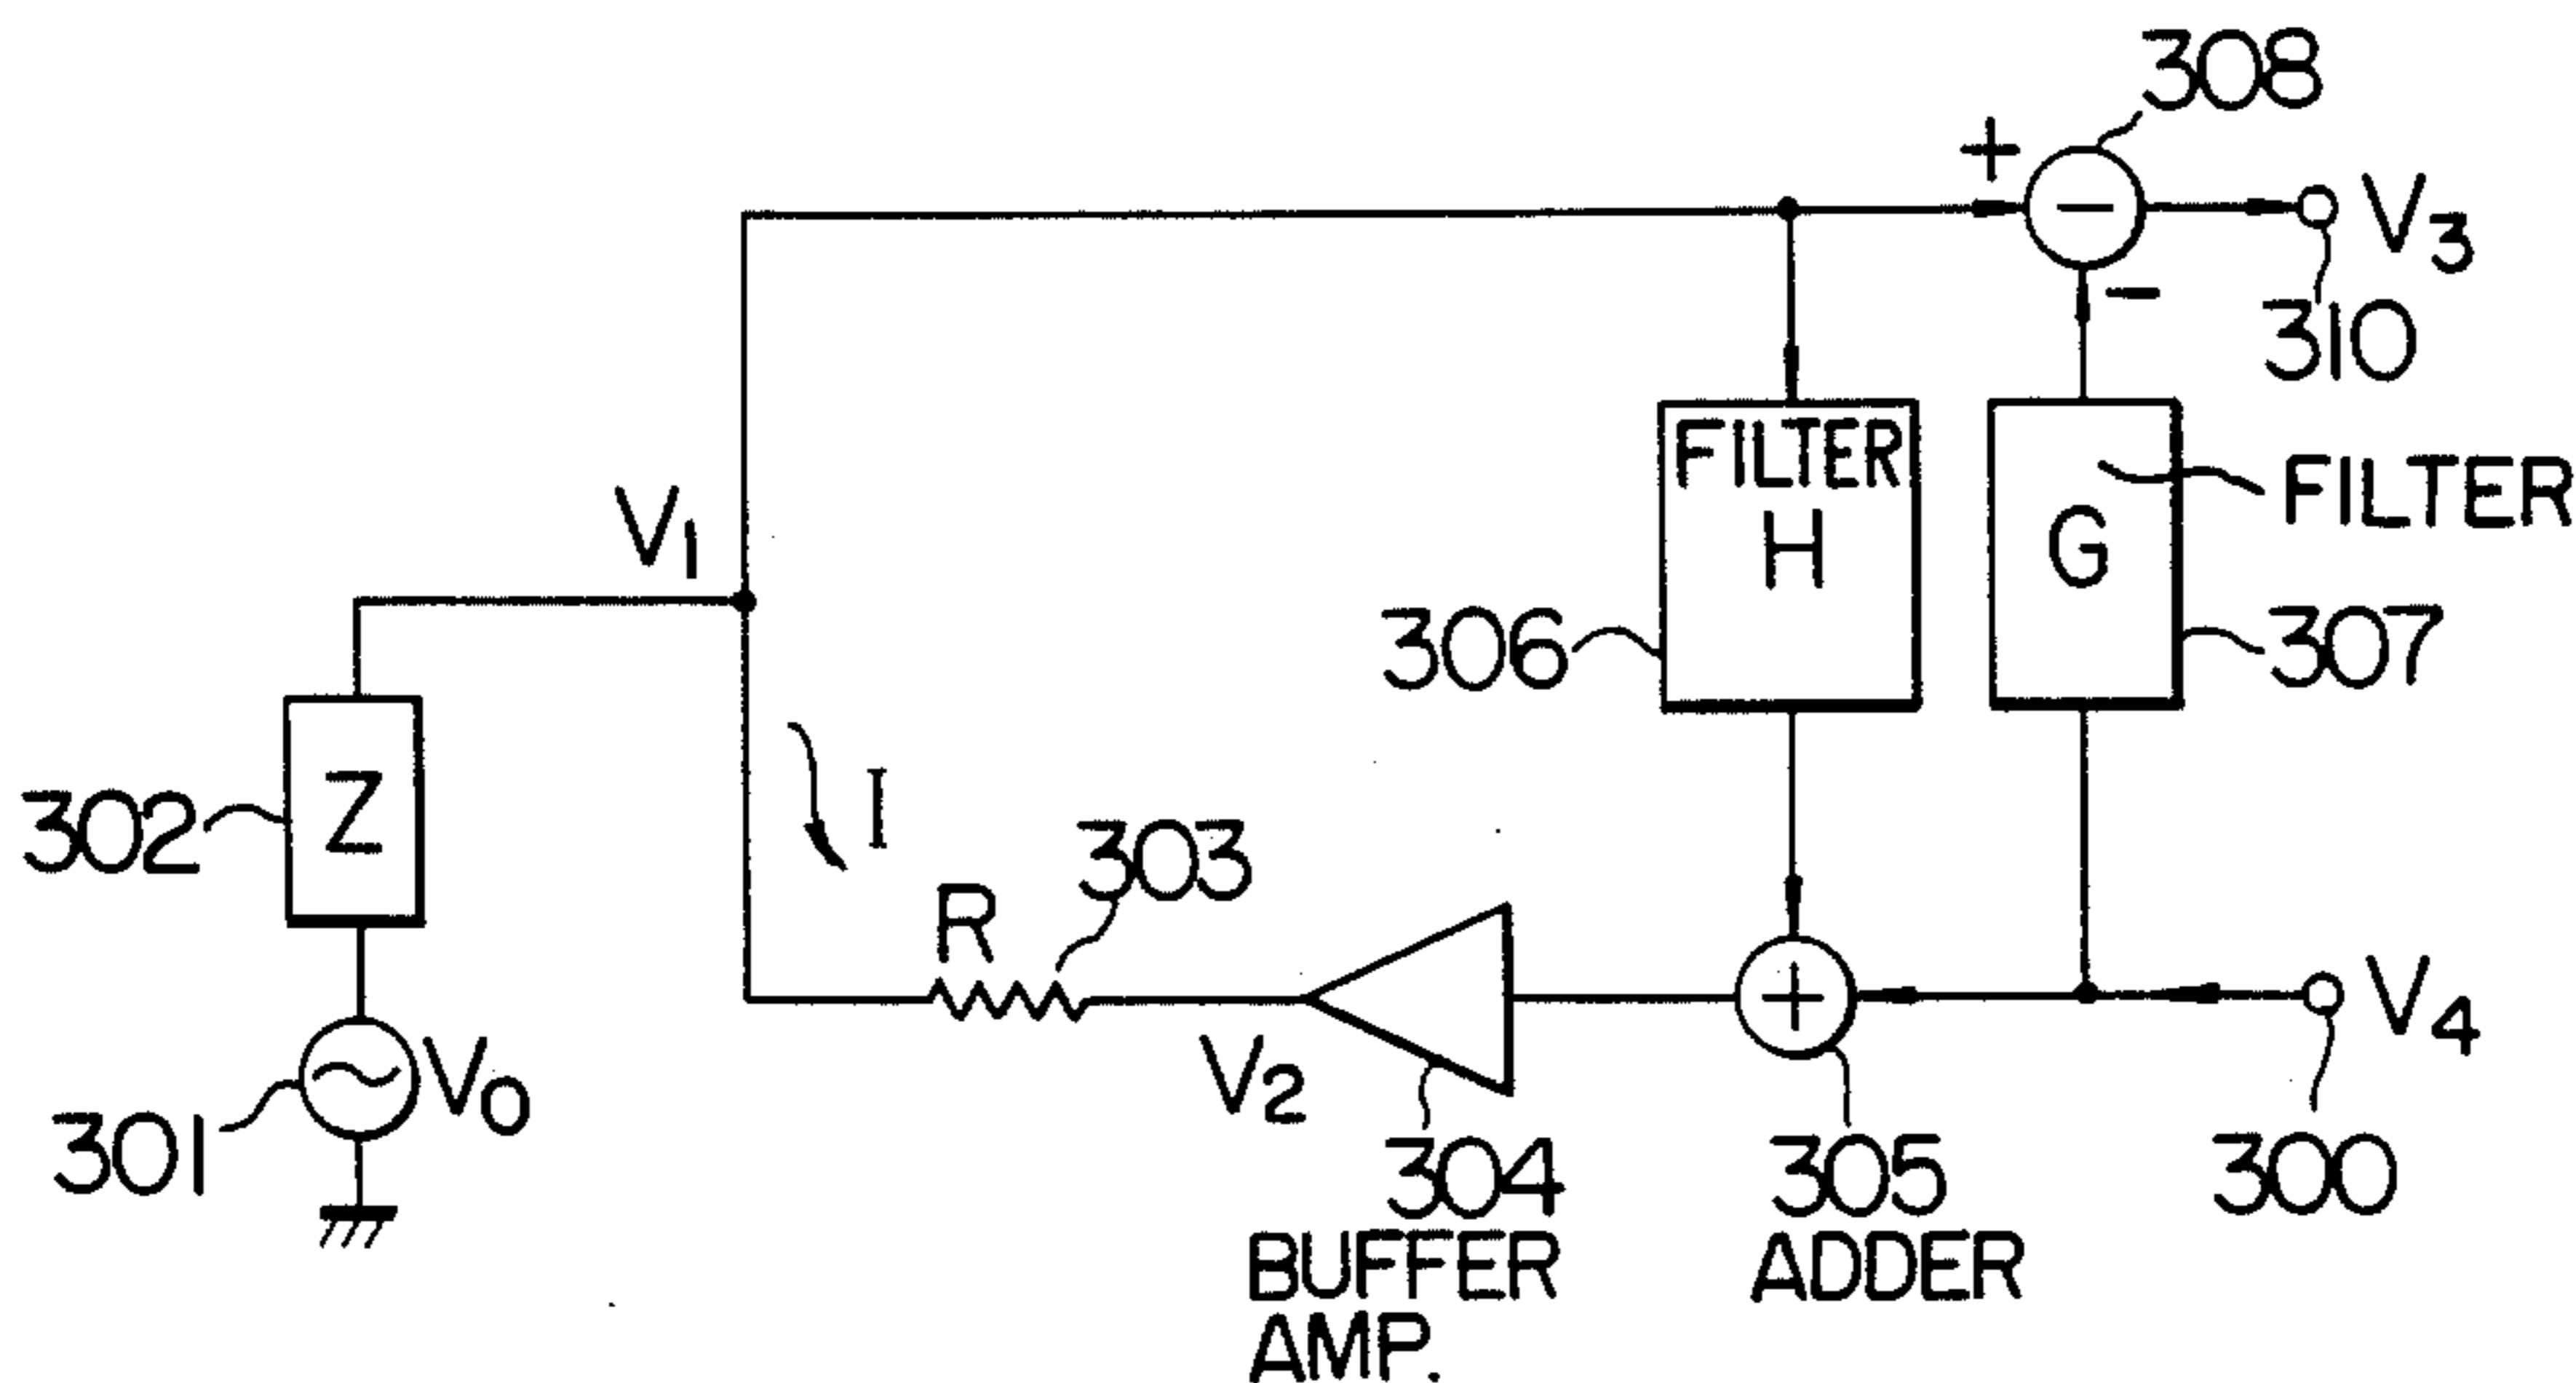 308
+
−
V3
−
310
FILTER
H
G
FILTER
V1
306
307
I
Z
302
303
R
+
V4
V0
V2
301
304
305
300
BUFFER
AMP.
ADDER